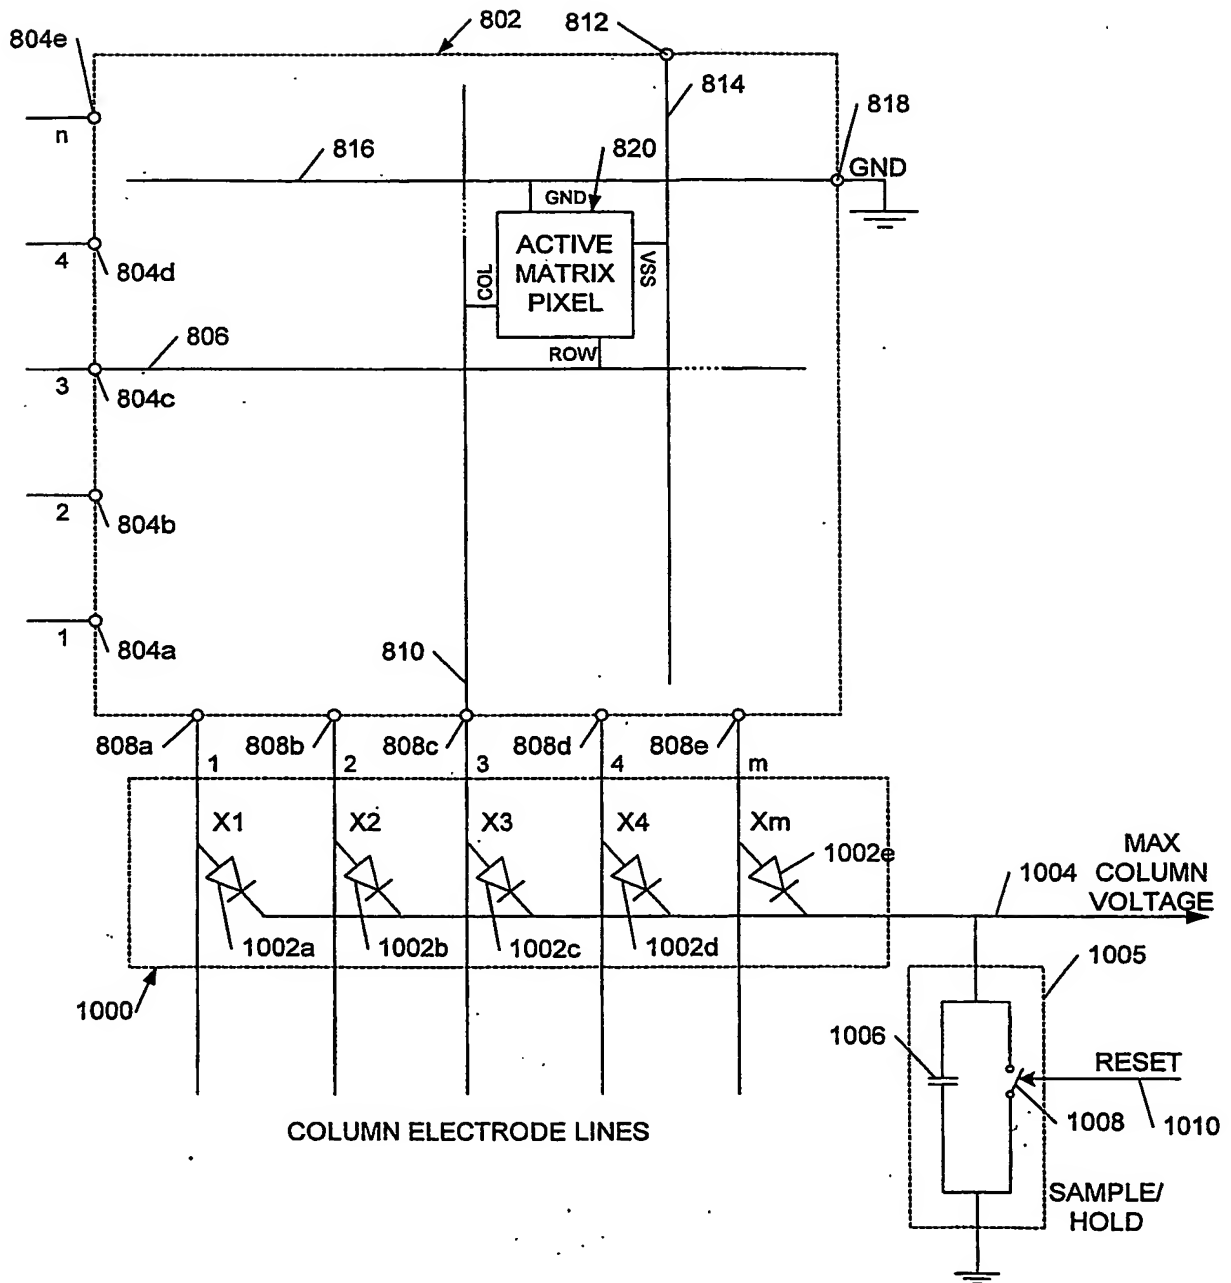 802
812
804e
814
818
n
816
820
GND
GND
ACTIVE
MATRIX
PIXEL
COL
VSS
4
804d
ROW
806
3
804c
2
804b
1
804a
810
808a
808b
808c
808d
808e
1
2
3
4
m
X1
X2
X3
X4
Xm
1002e
1002a
1002b
1002c
1002d
1004
MAX
COLUMN
VOLTAGE
1000
1005
1006
RESET
1008
1010
COLUMN ELECTRODE LINES
SAMPLE/
HOLD